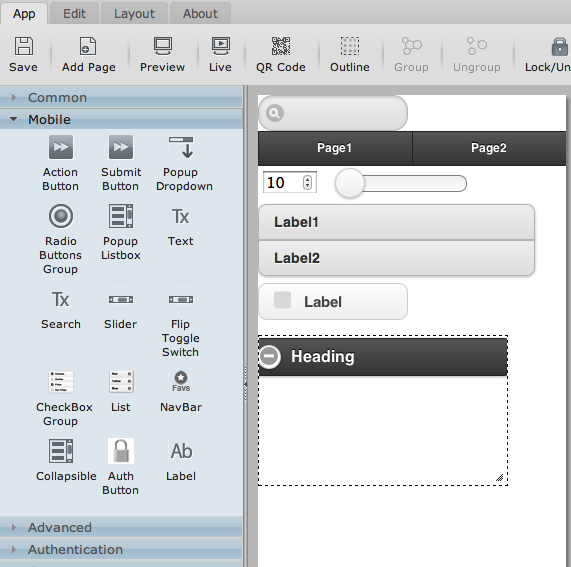 App Edit Layout About
Save Add Page Preview Live QR Code Outline Group Ungroup Lock/Un
Common
Mobile
Action Button
Submit Button
Popup Dropdown
Radio Buttons Group
Popup Listbox
Text
Search
Slider
Flip Toggle Switch
CheckBox Group
List
Favs
NavBar
Collapsible
Auth Button
Label
Advanced
Authentication
Page1 Page2
10
Label1
Label2
Label
Heading